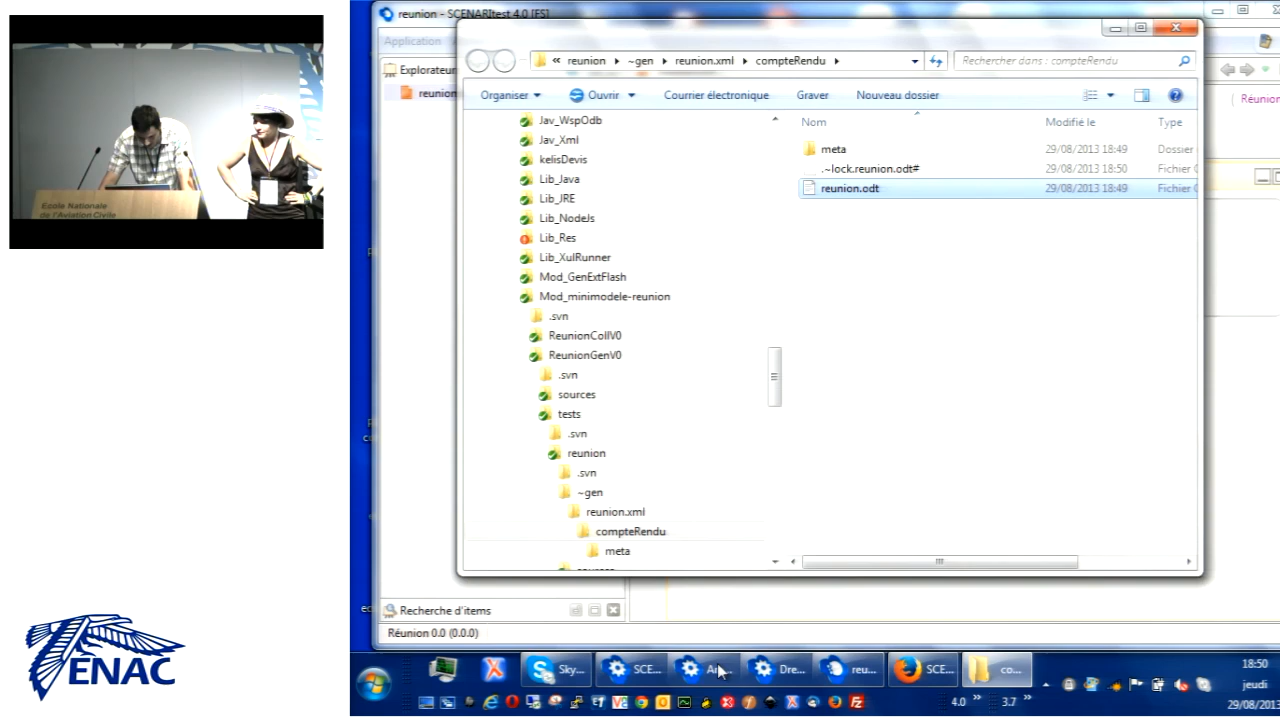 reunion - SCENARItest 4.0 [FS]
Application
Explorateur
reunion
« reunion ~gen reunion.xml compteRendu
Rechercher dans : compteRendu
Organiser Ouvrir Courrier électronique Graver Nouveau dossier
Jav_WspOdb
Jav_Xml
kelisDevis
Lib_Java
Lib_JRE
Lib_NodeJs
Lib_Res
Lib_XulRunner
Mod_GenExtFlash
Mod_minimodele-reunion
.svn
ReunionCollV0
ReunionGenV0
.svn
sources
tests
.svn
reunion
.svn
~gen
reunion.xml
compteRendu
meta
Nom Modifié le Type
meta 29/08/2013 18:49 Dossier
.~lock.reunion.odt# 29/08/2013 18:50 Fichier
reunion.odt 29/08/2013 18:49 Fichier
Réunion
Recherche d'items
Réunion 0.0 (0.0.0)
Sky... SCE... Dre... reu... SCE... co...
4.0 » 3.7 »
18:50
jeudi
29/08/2013
Ecole Nationale
de l'Aviation Civile
ENAC